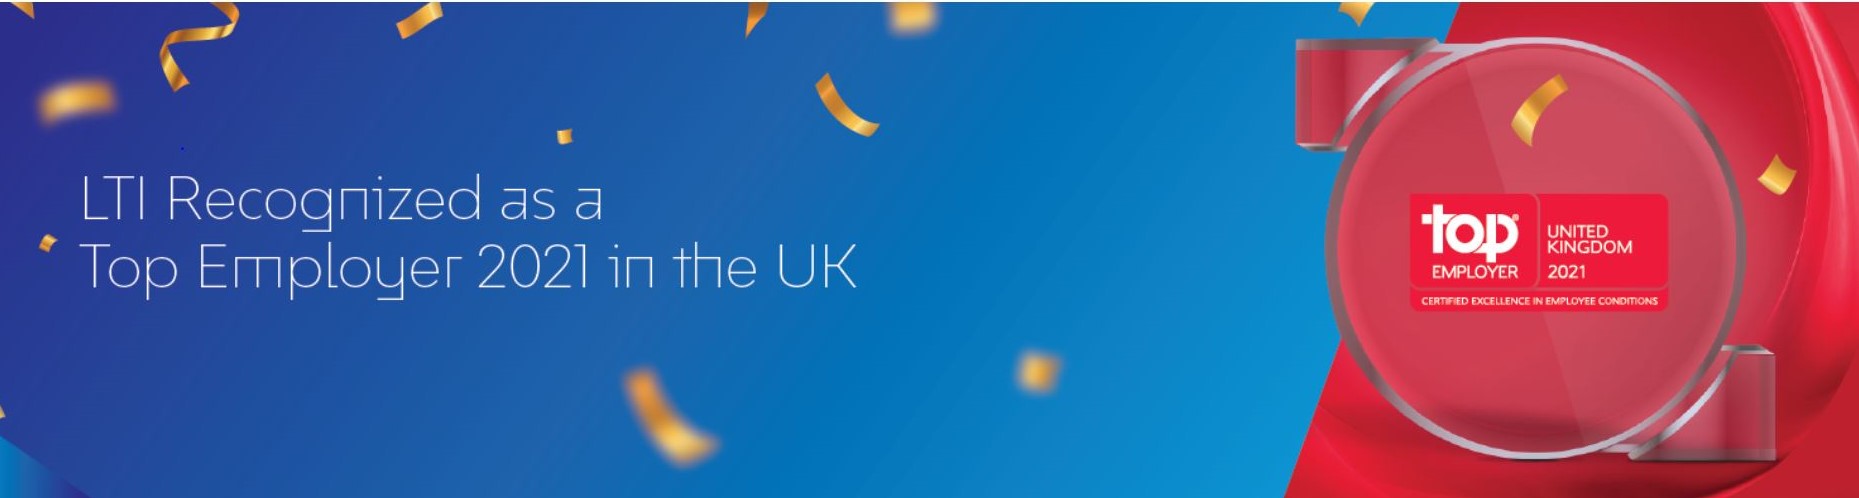 LTI Recognized as a
Top Employer 2021 in the UK
top®
EMPLOYER
UNITED
KINGDOM
2021
CERTIFIED EXCELLENCE IN EMPLOYEE CONDITIONS